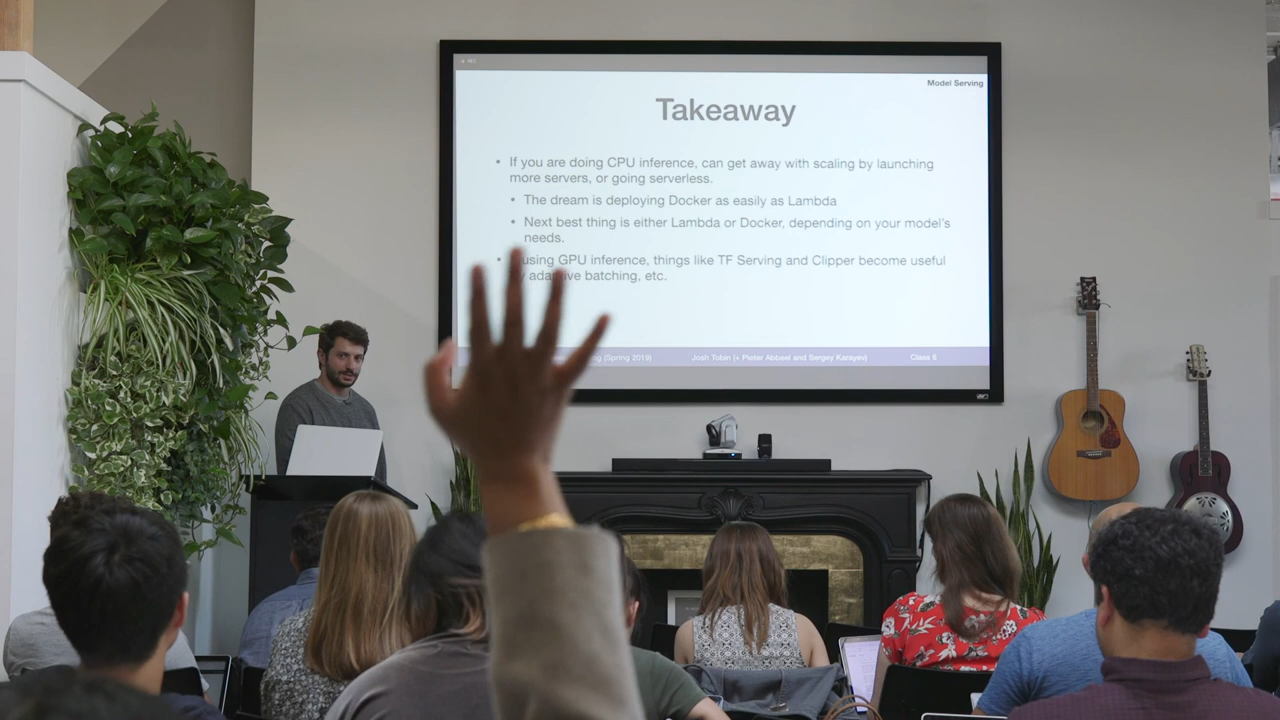 Model Serving
Takeaway
• If you are doing CPU inference, can get away with scaling by launching
more servers, or going serverless.
• The dream is deploying Docker as easily as Lambda
• Next best thing is either Lambda or Docker, depending on your model's
needs.
• using GPU inference, things like TF Serving and Clipper become useful
batching, etc.
(Spring 2019)
Josh Tobin (+ Pieter Abbeel and Sergey Karayev)
Class 6